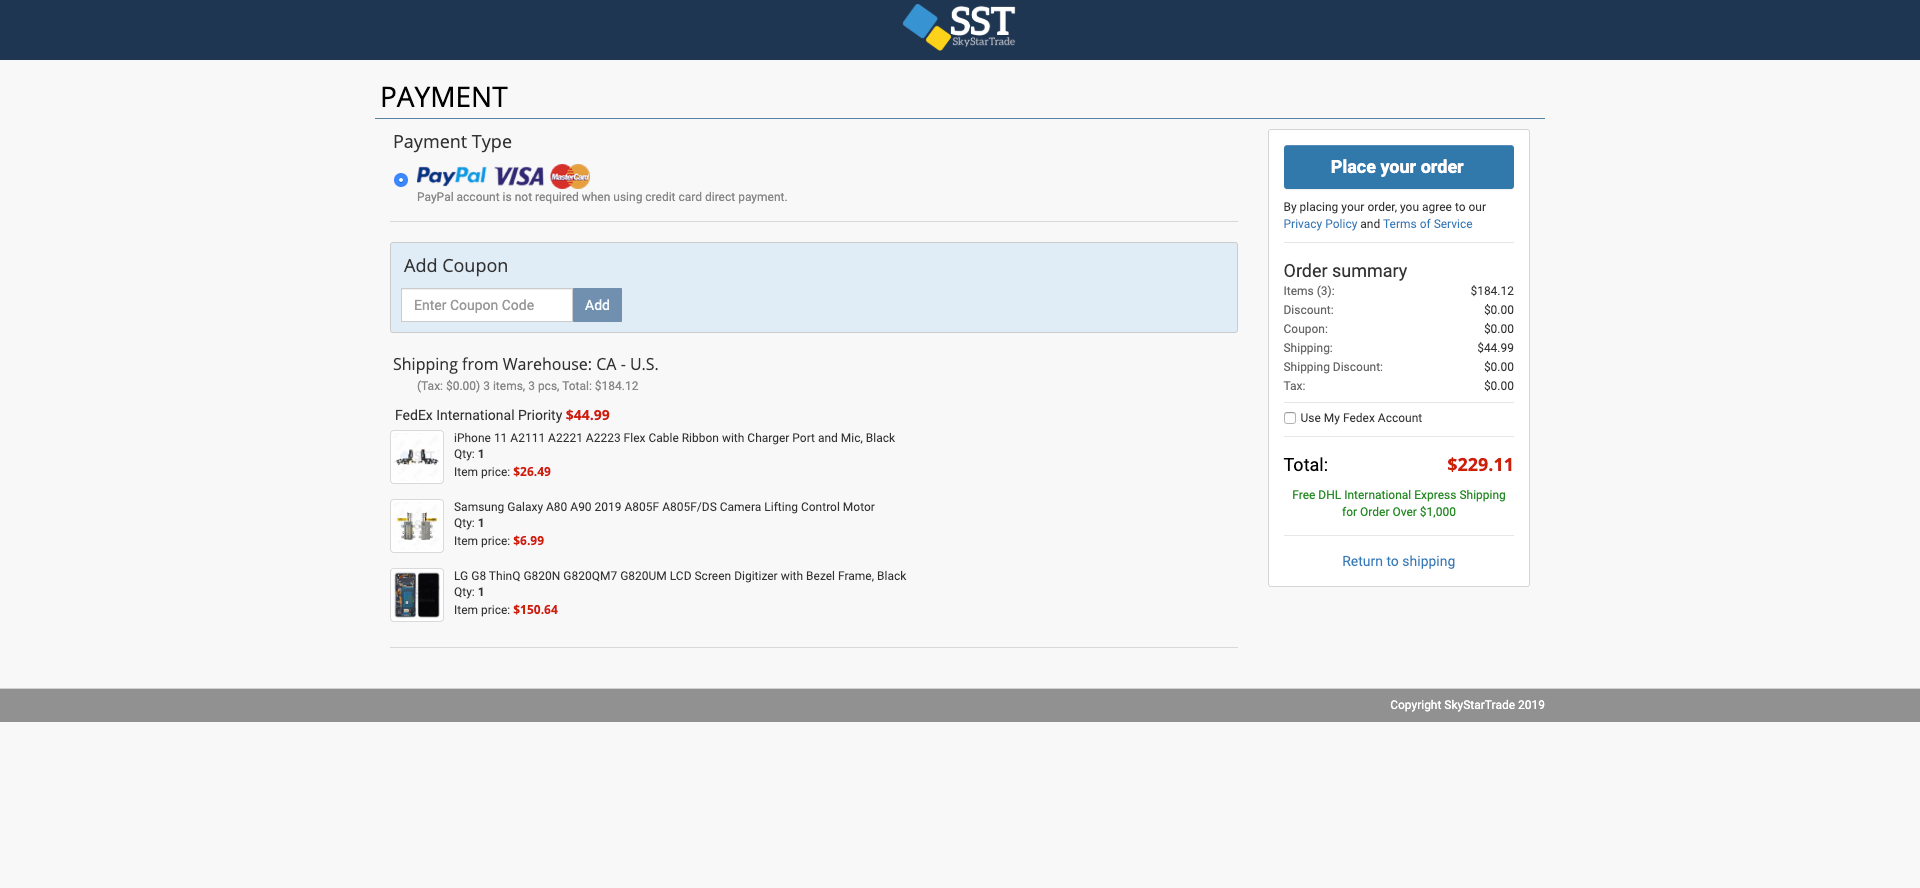 SST
SkyStarTrade
PAYMENT
Payment Type
PayPal VISA MasterCard
PayPal account is not required when using credit card direct payment.
Add Coupon
Enter Coupon Code Add
Shipping from Warehouse: CA - U.S.
(Tax: $0.00) 3 items, 3 pcs, Total: $184.12
FedEx International Priority $44.99
iPhone 11 A2111 A2221 A2223 Flex Cable Ribbon with Charger Port and Mic, Black
Qty: 1
Item price: $26.49
Samsung Galaxy A80 A90 2019 A805F A805F/DS Camera Lifting Control Motor
Qty: 1
Item price: $6.99
LG G8 ThinQ G820N G820QM7 G820UM LCD Screen Digitizer with Bezel Frame, Black
Qty: 1
Item price: $150.64
Place your order
By placing your order, you agree to our
Privacy Policy and Terms of Service
Order summary
Items (3): $184.12
Discount: $0.00
Coupon: $0.00
Shipping: $44.99
Shipping Discount: $0.00
Tax: $0.00
Use My Fedex Account
Total: $229.11
Free DHL International Express Shipping
for Order Over $1,000
Return to shipping
Copyright SkyStarTrade 2019